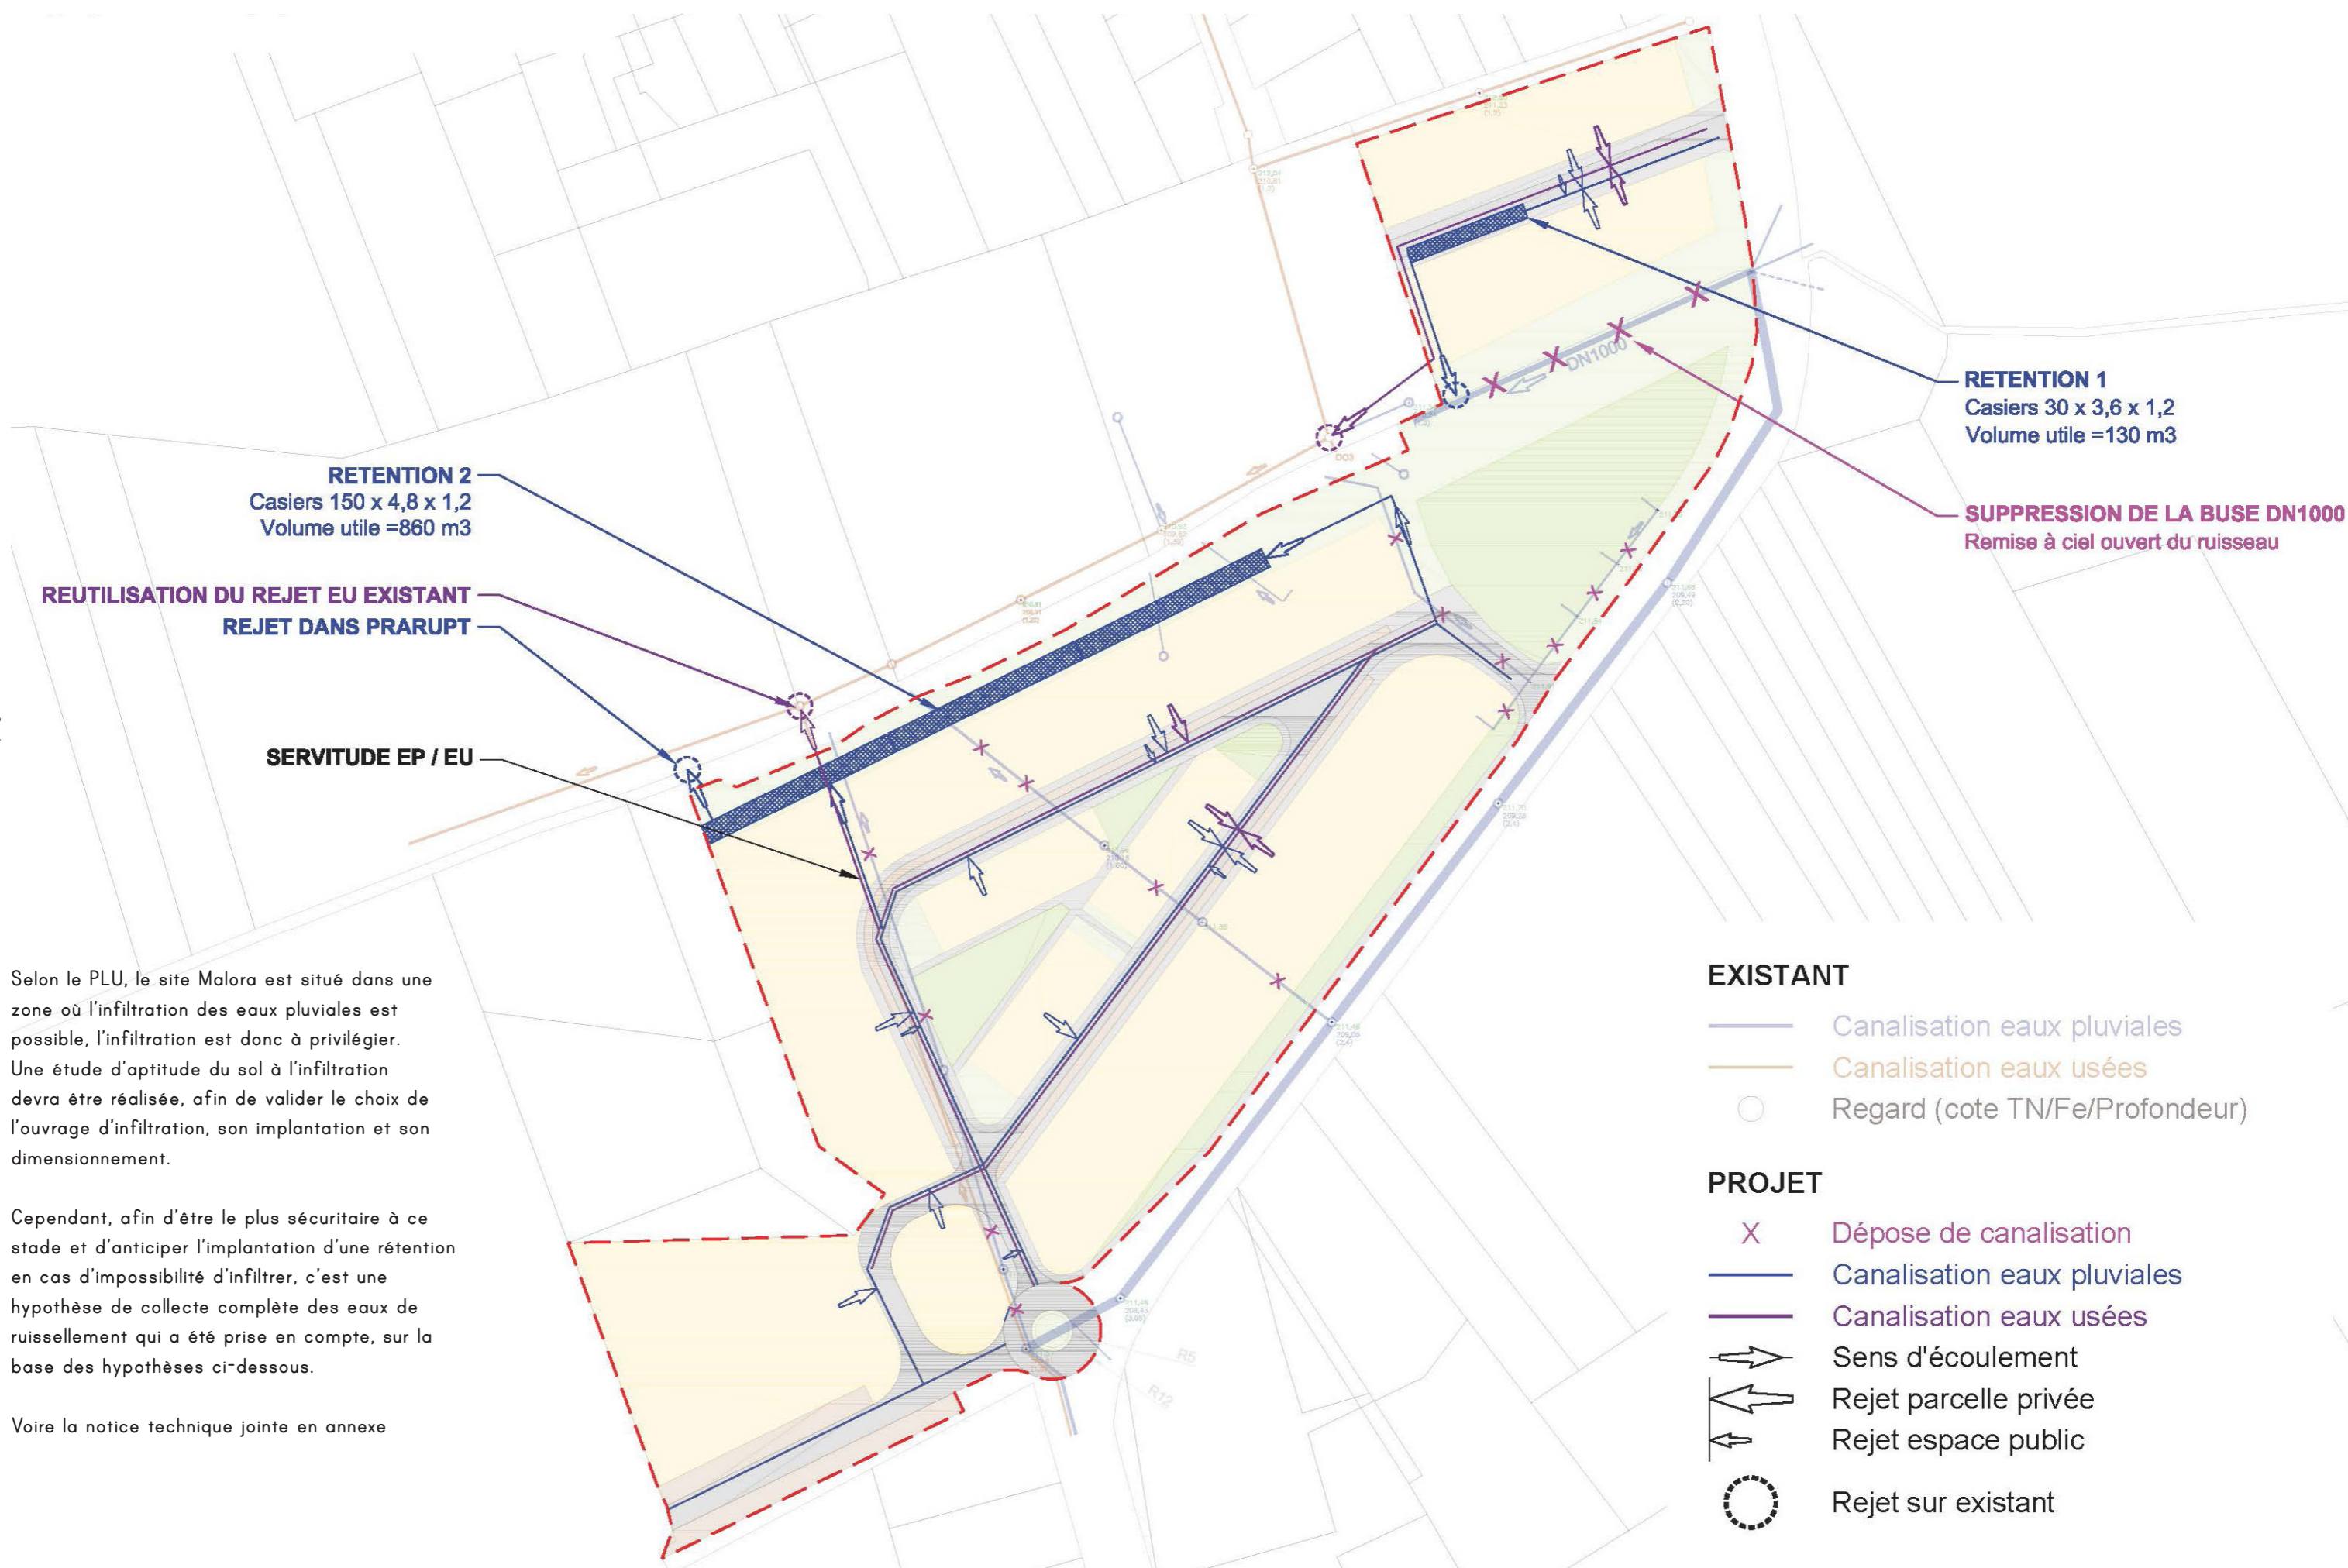 RETENTION 2
Casiers 150 x 4,8 x 1,2
Volume utile =860 m3
REUTILISATION DU REJET EU EXISTANT
REJET DANS PRARUPT
SERVITUDE EP / EU
DN1000
DO3
RETENTION 1
Casiers 30 x 3,6 x 1,2
Volume utile =130 m3
SUPPRESSION DE LA BUSE DN1000
Remise à ciel ouvert du ruisseau
R5
R12
Selon le PLU, le site Malora est situé dans une
zone où l'infiltration des eaux pluviales est
possible, l'infiltration est donc à privilégier.
Une étude d'aptitude du sol à l'infiltration
devra être réalisée, afin de valider le choix de
l'ouvrage d'infiltration, son implantation et son
dimensionnement.
Cependant, afin d'être le plus sécuritaire à ce
stade et d'anticiper l'implantation d'une rétention
en cas d'impossibilité d'infiltrer, c'est une
hypothèse de collecte complète des eaux de
ruissellement qui a été prise en compte, sur la
base des hypothèses ci-dessous.
Voire la notice technique jointe en annexe
EXISTANT
Canalisation eaux pluviales
Canalisation eaux usées
Regard (cote TN/Fe/Profondeur)
PROJET
X Dépose de canalisation
Canalisation eaux pluviales
Canalisation eaux usées
Sens d'écoulement
Rejet parcelle privée
Rejet espace public
Rejet sur existant